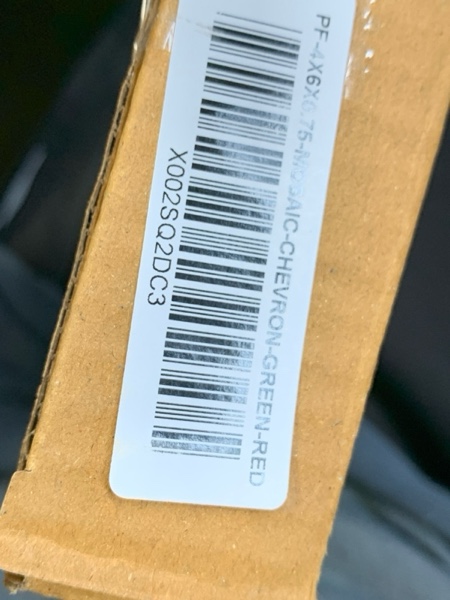 PF-4X6X0.75-MOSAIC-CHEVRON-GREEN-RED
X002SQ2DC3